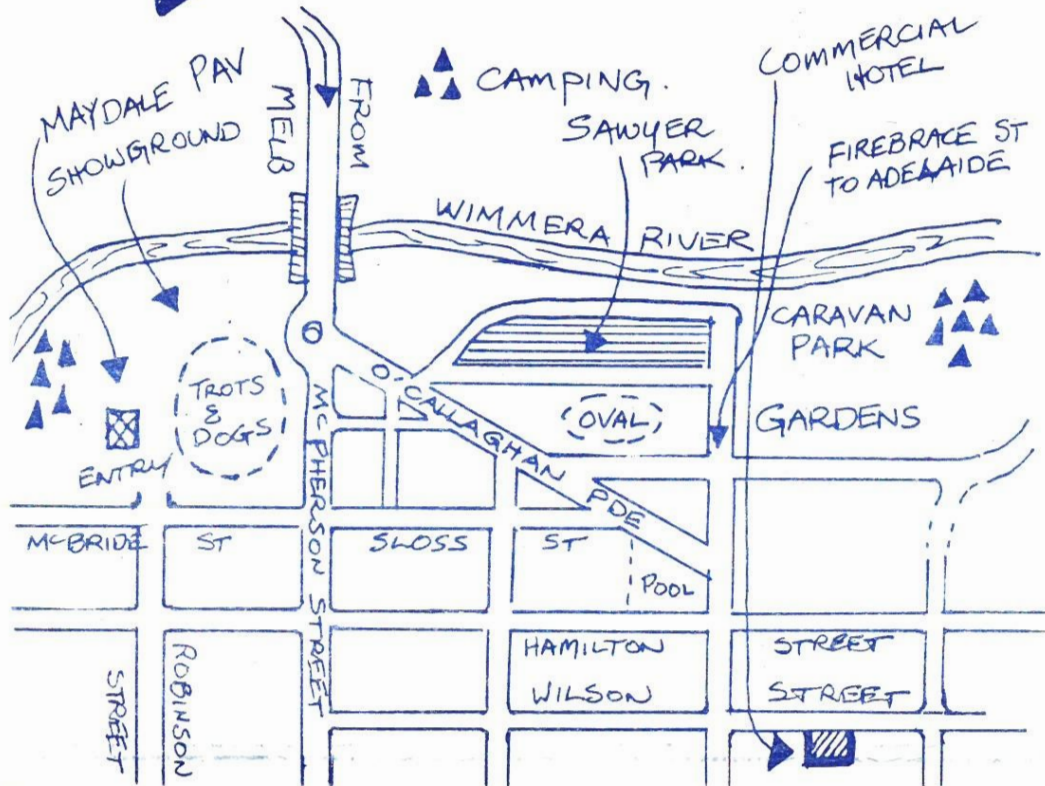 MAYDALE PAV
SHOWGROUND
FROM
MELB
CAMPING.
SAWYER
PARK.
COMMERCIAL
HOTEL
FIREBRACE ST
TO ADELAIDE
WIMMERA RIVER
CARAVAN
PARK
TROTS
&
DOGS
O'CALLAGHAN PDE
OVAL
GARDENS
ENTRY
McPHERSON STREET
McBRIDE ST
SLOSS ST
POOL
HAMILTON STREET
WILSON STREET
ROBINSON
STREET